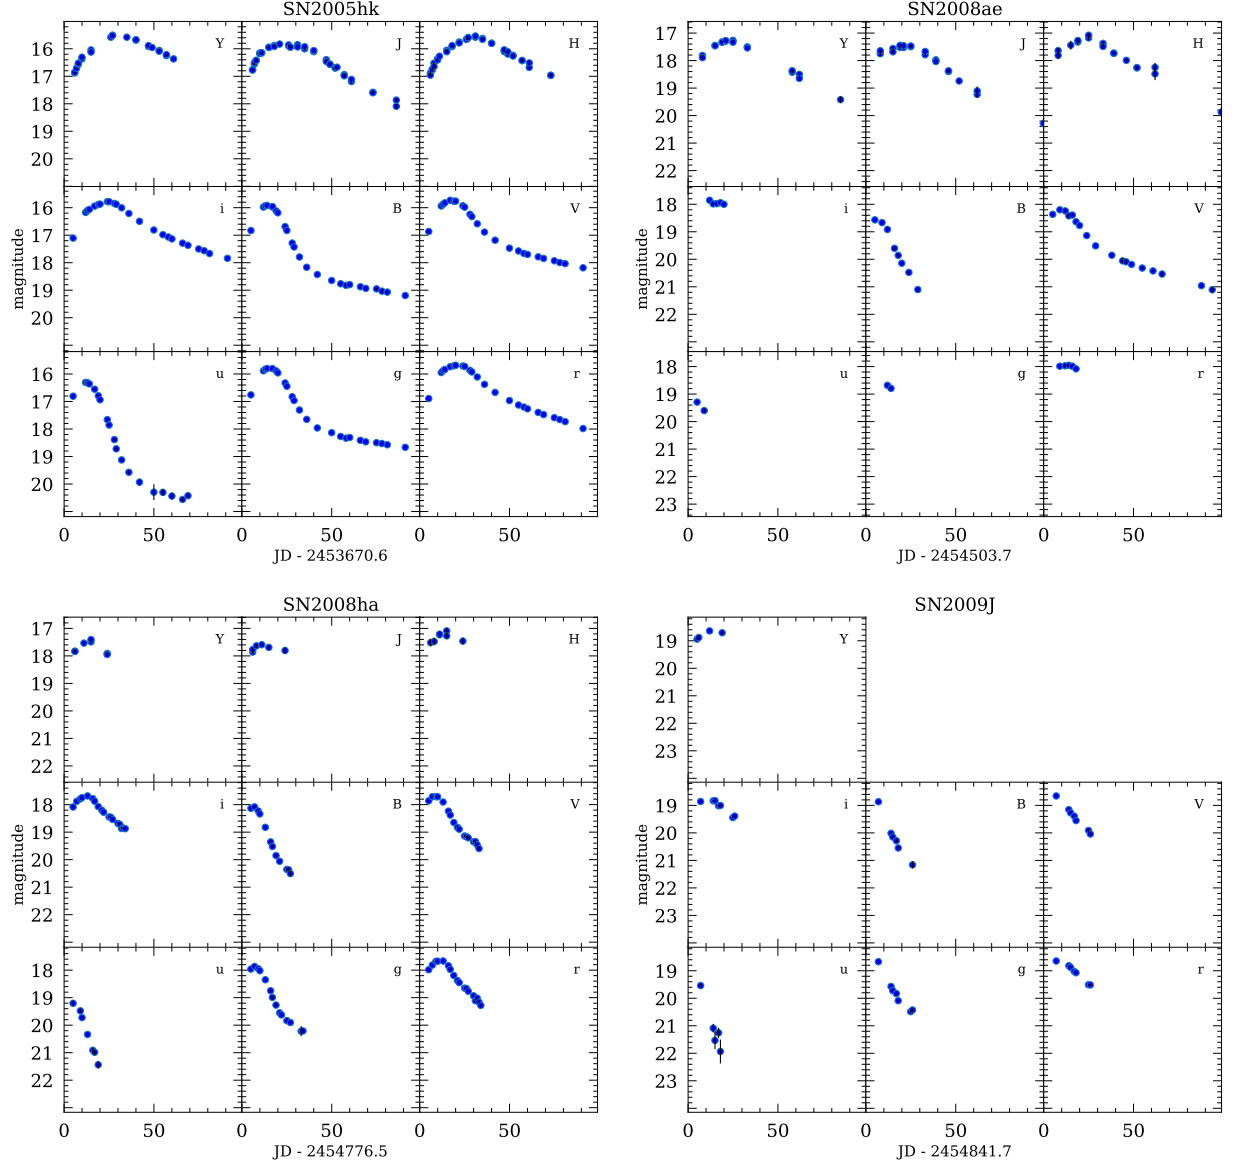 SN2005hk
16
17
18
19
20
Y
J
H
magnitude
16
17
18
19
20
i
B
V
16
17
18
19
20
u
g
r
0
50
0
50
0
50
JD - 2453670.6
SN2008ae
17
18
19
20
21
22
Y
J
H
magnitude
18
19
20
21
22
i
B
V
18
19
20
21
22
23
u
g
r
0
50
0
50
0
50
JD - 2454503.7
SN2008ha
17
18
19
20
21
22
Y
J
H
magnitude
18
19
20
21
22
i
B
V
18
19
20
21
22
u
g
r
0
50
0
50
0
50
JD - 2454776.5
SN2009J
19
20
21
22
23
Y
magnitude
19
20
21
22
23
i
B
V
19
20
21
22
23
u
g
r
0
50
0
50
0
50
JD - 2454841.7